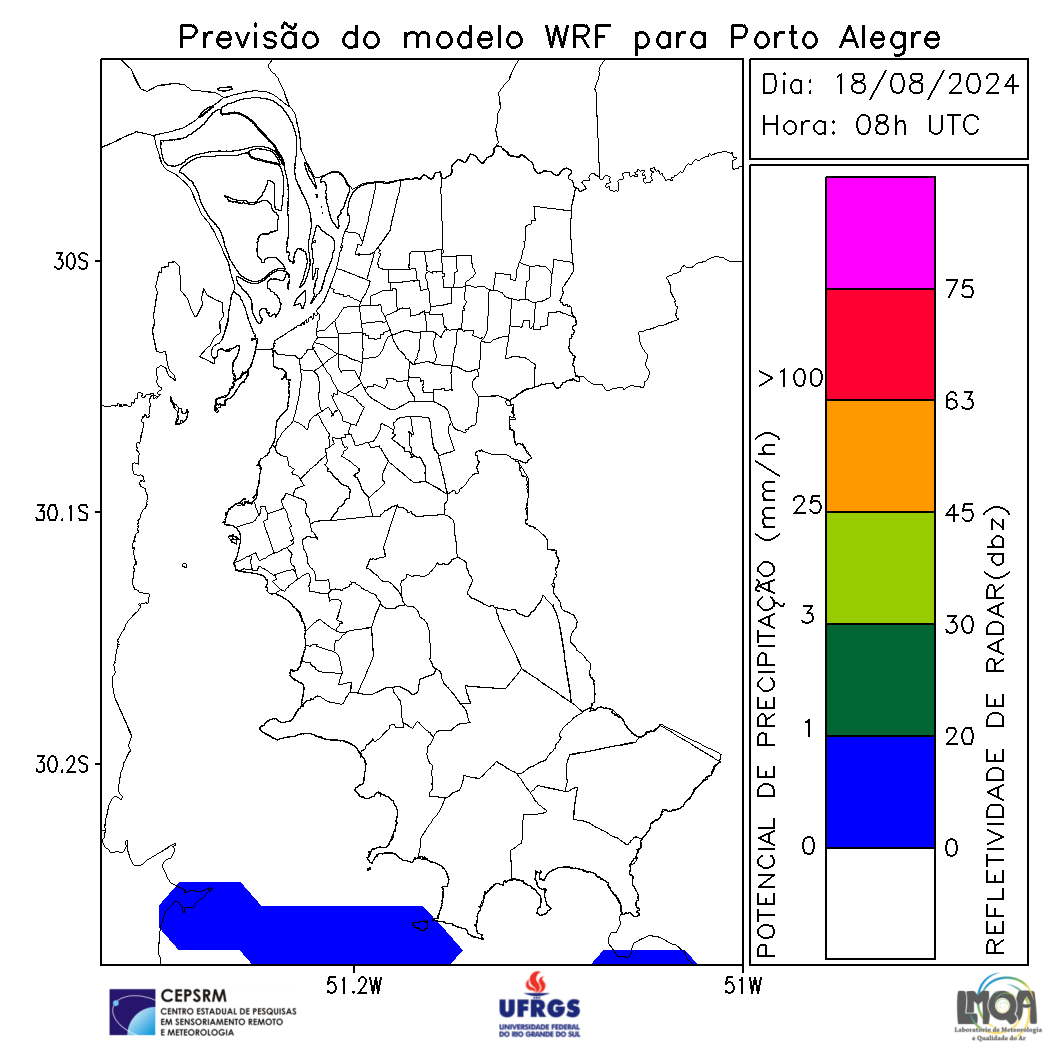 Previsão do modelo WRF para Porto Alegre
Dia: 18/08/2024
Hora: 08h UTC
30S
30.1S
30.2S
51.2W
51W
POTENCIAL DE PRECIPITAÇÃO (mm/h)
>100
25
3
1
0
75
63
45
30
20
0
REFLETIVIDADE DE RADAR(dbz)
CEPSRM
CENTRO ESTADUAL DE PESQUISAS
EM SENSORIAMENTO REMOTO
E METEOROLOGIA
UFRGS
UNIVERSIDADE FEDERAL
DO RIO GRANDE DO SUL
LMQA
Laboratório de Meteorologia
e Qualidade do Ar